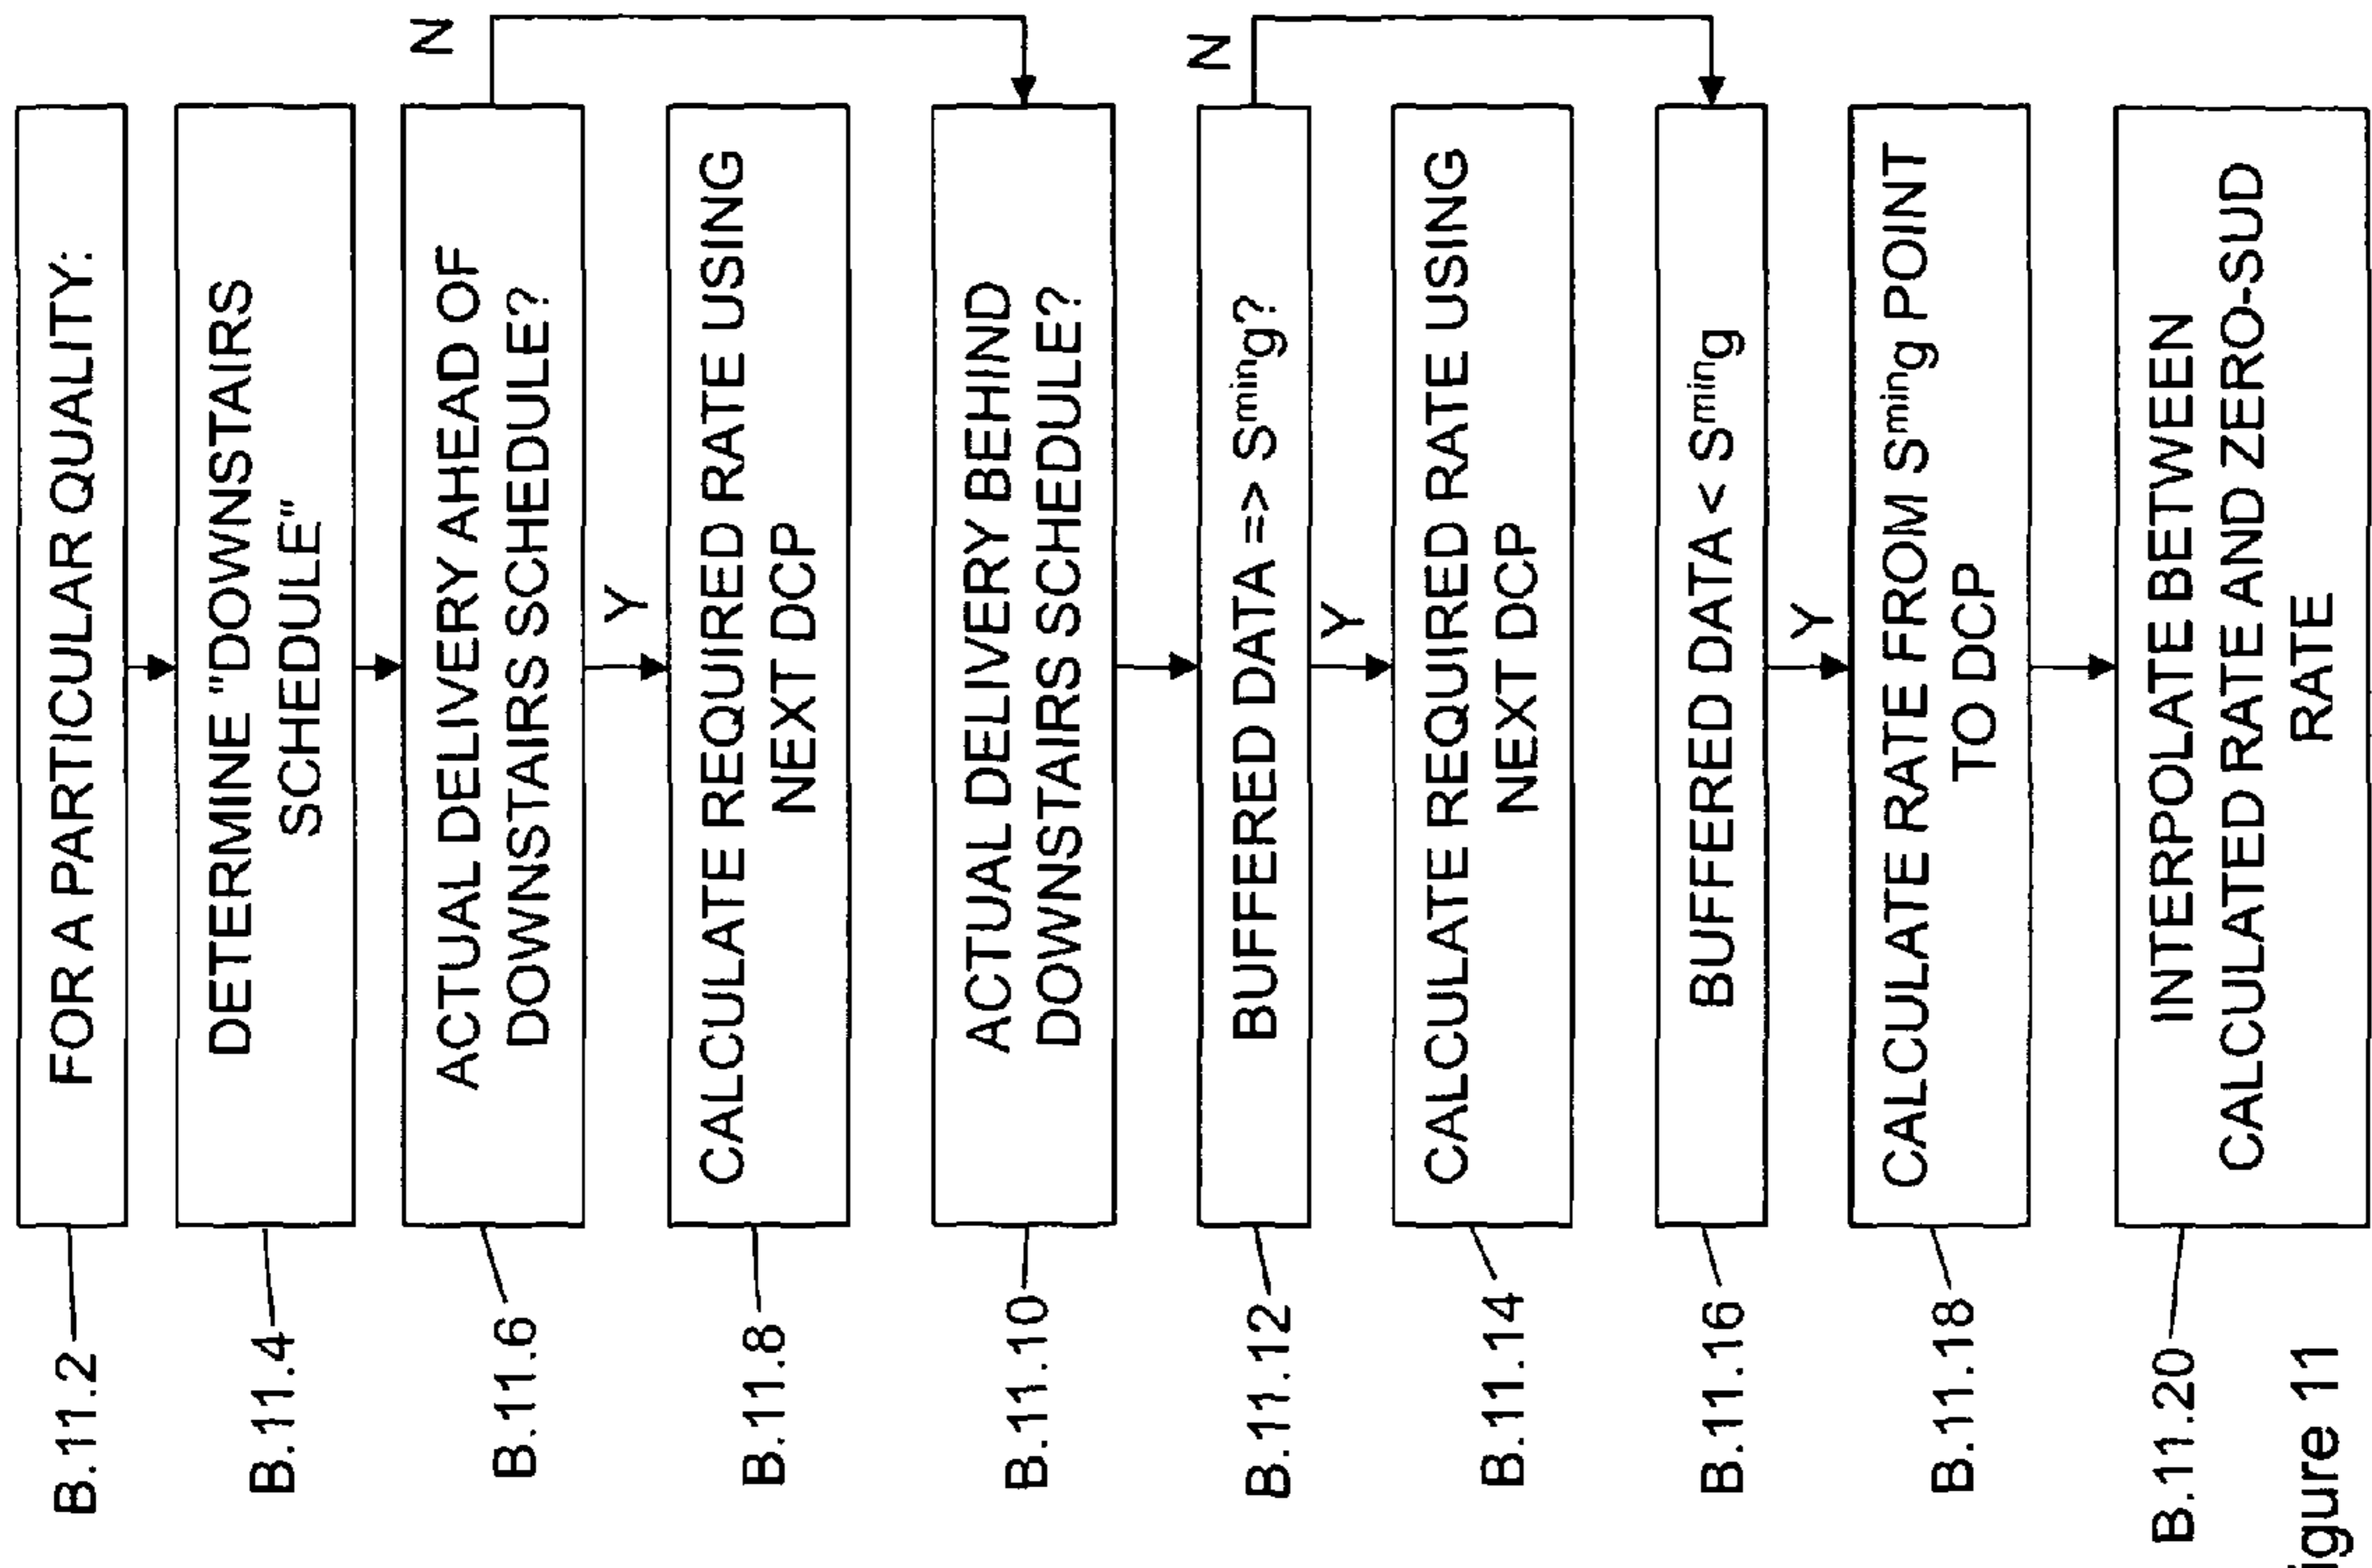 B.11.2
FOR A PARTICULAR QUALITY:
B.11.4
DETERMINE "DOWNSTAIRS
SCHEDULE"
B.11.6
ACTUAL DELIVERY AHEAD OF
DOWNSTAIRS SCHEDULE?
N
Y
B.11.8
CALCULATE REQUIRED RATE USING
NEXT DCP
B.11.10
ACTUAL DELIVERY BEHIND
DOWNSTAIRS SCHEDULE?
B.11.12
BUFFERED DATA => Sᵐⁱⁿg?
N
Y
B.11.14
CALCULATE REQUIRED RATE USING
NEXT DCP
B.11.16
BUFFERED DATA < Sᵐⁱⁿg
Y
B.11.18
CALCULATE RATE FROM Sᵐⁱⁿg POINT
TO DCP
B.11.20
INTERPOLATE BETWEEN
CALCULATED RATE AND ZERO-SUD
RATE
igure 11